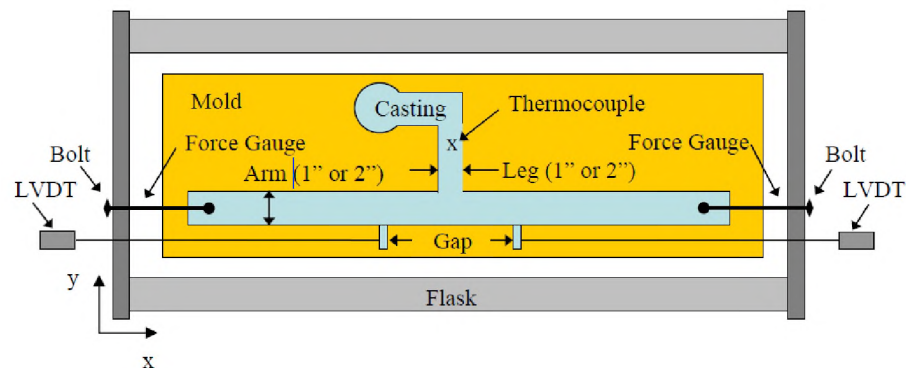 Mold
Casting
Thermocouple
x
Force Gauge
Force Gauge
Bolt
Bolt
Arm (1” or 2”)
Leg (1” or 2”)
LVDT
LVDT
Gap
y
Flask
x